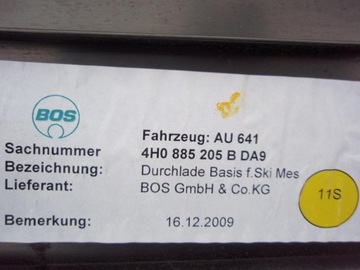 BOS
Fahrzeug: AU 641
Sachnummer 4H0 885 205 B DA9
Bezeichnung: Durchlade Basis f.Ski Mes
Lieferant: BOS GmbH & Co.KG
11S
Bemerkung: 16.12.2009